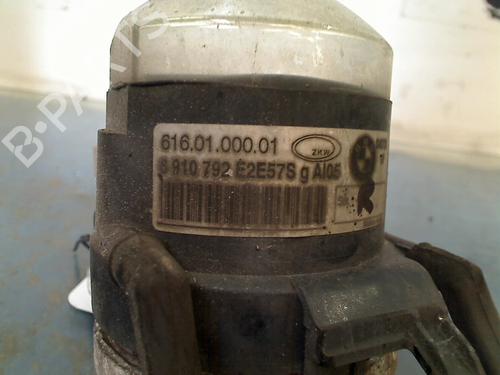 B-PARTS
616.01.000.01 ZKW
6 910 792 E2E57S g AI05
R